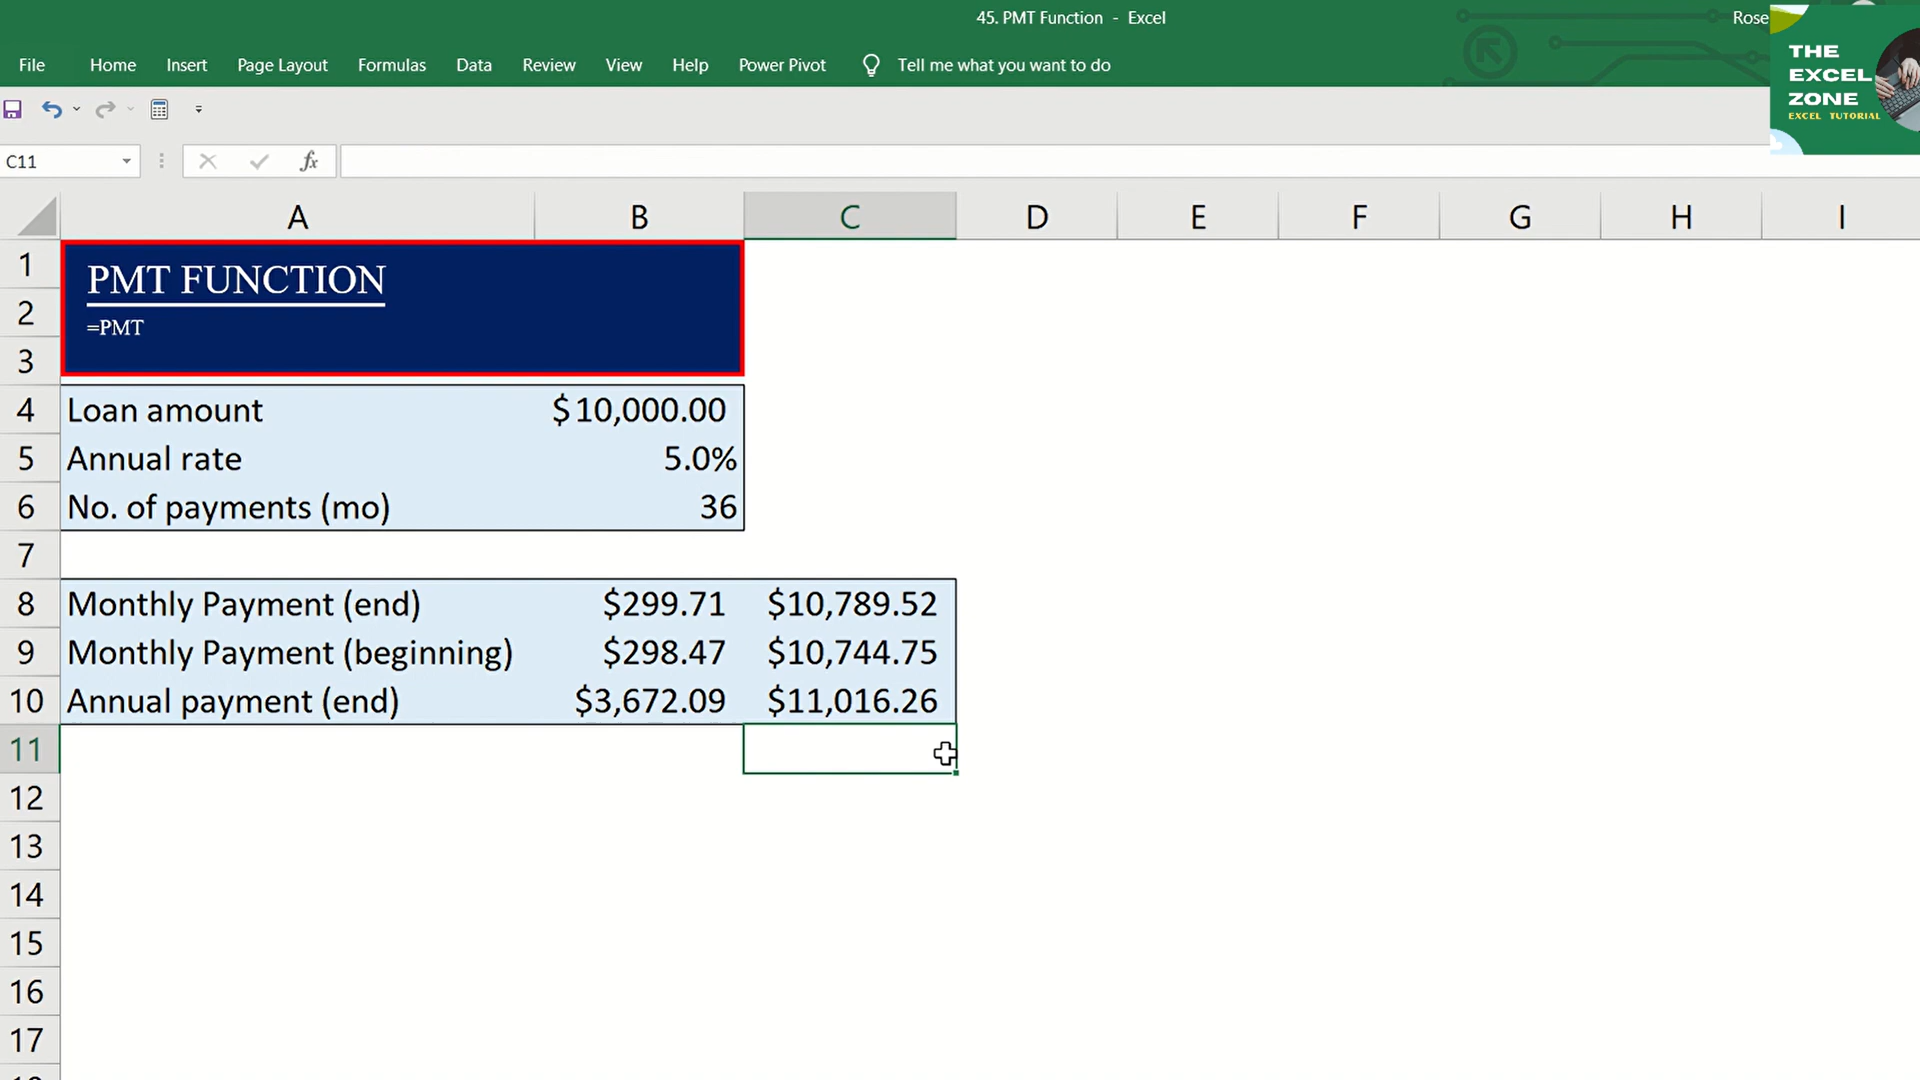 45. PMT Function - Excel
Rose
File Home Insert Page Layout Formulas Data Review View Help Power Pivot Tell me what you want to do
THE
EXCEL
ZONE
EXCEL TUTORIAL
C11 fx
A B C D E F G H I
1
PMT FUNCTION
2
=PMT
3
4 Loan amount $10,000.00
5 Annual rate 5.0%
6 No. of payments (mo) 36
7
8 Monthly Payment (end) $299.71 $10,789.52
9 Monthly Payment (beginning) $298.47 $10,744.75
10 Annual payment (end) $3,672.09 $11,016.26
11
12
13
14
15
16
17